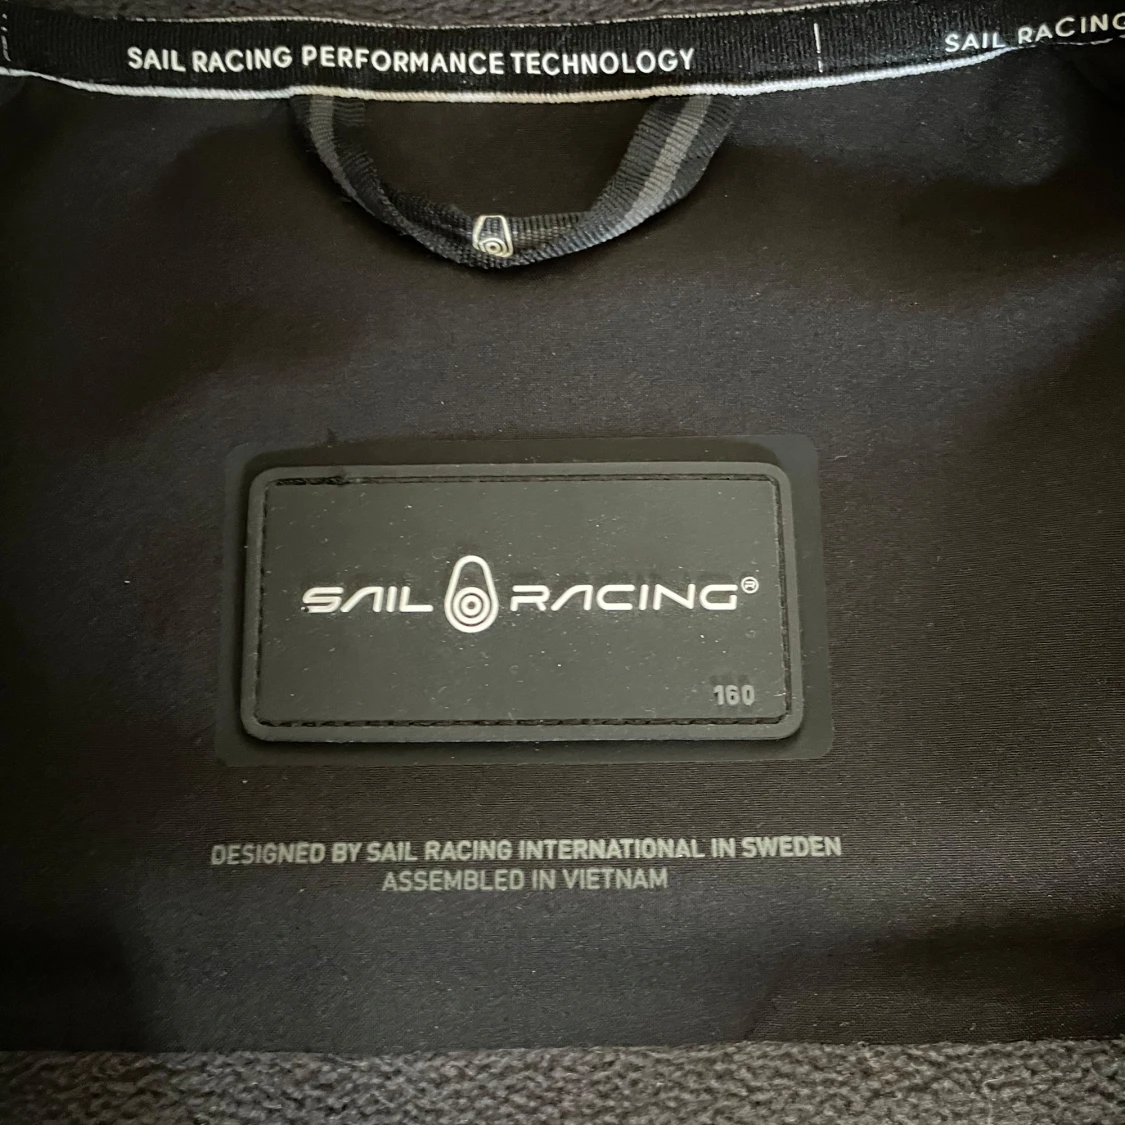 SAIL RACING PERFORMANCE TECHNOLOGY | SAIL RACING
SAIL RACING®
160
DESIGNED BY SAIL RACING INTERNATIONAL IN SWEDEN
ASSEMBLED IN VIETNAM